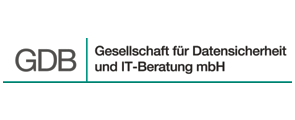 GDB
Gesellschaft für Datensicherheit
und IT-Beratung mbH